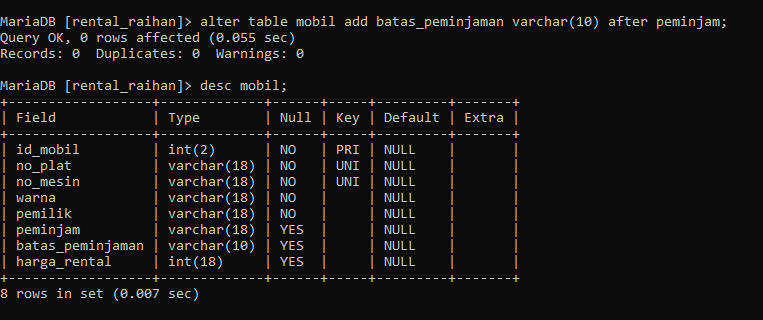 MariaDB [rental_raihan]> alter table mobil add batas_peminjaman varchar(10) after peminjam;
Query OK, 0 rows affected (0.055 sec)
Records: 0  Duplicates: 0  Warnings: 0

MariaDB [rental_raihan]> desc mobil;
+------------------+-------------+------+-----+---------+-------+
| Field            | Type        | Null | Key | Default | Extra |
+------------------+-------------+------+-----+---------+-------+
| id_mobil         | int(2)      | NO   | PRI | NULL    |       |
| no_plat          | varchar(18) | NO   | UNI | NULL    |       |
| no_mesin         | varchar(18) | NO   | UNI | NULL    |       |
| warna            | varchar(18) | NO   |     | NULL    |       |
| pemilik          | varchar(18) | NO   |     | NULL    |       |
| peminjam         | varchar(18) | YES  |     | NULL    |       |
| batas_peminjaman | varchar(10) | YES  |     | NULL    |       |
| harga_rental     | int(18)     | YES  |     | NULL    |       |
+------------------+-------------+------+-----+---------+-------+
8 rows in set (0.007 sec)